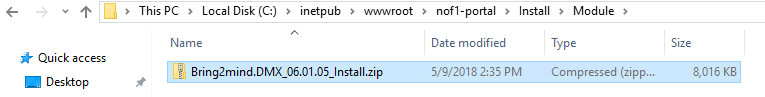 This PC > Local Disk (C:) > inetpub > wwwroot > nof1-portal > Install > Module >
Quick access
Name Date modified Type Size
Bring2mind.DMX_06.01.05_Install.zip 5/9/2018 2:35 PM Compressed (zipp... 8,016 KB
Desktop